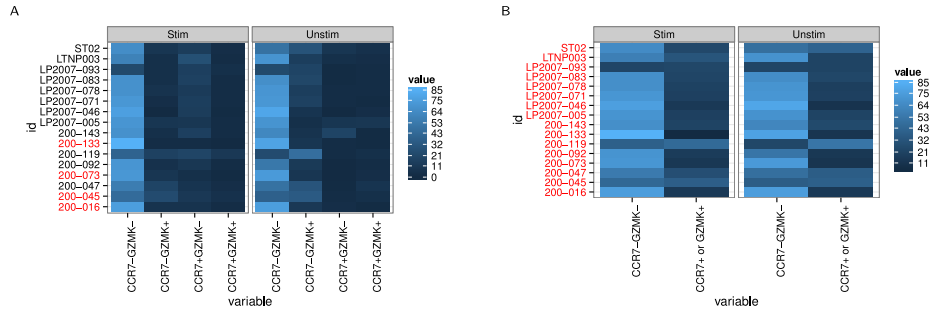 A
Stim
Unstim
ST02
LTNP003
LP2007−093
LP2007−083
LP2007−078
LP2007−071
LP2007−046
LP2007−005
200−143
200−133
200−119
200−092
200−073
200−047
200−045
200−016
id
CCR7−GZMK−
CCR7−GZMK+
CCR7+GZMK−
CCR7+GZMK+
CCR7−GZMK−
CCR7−GZMK+
CCR7+GZMK−
CCR7+GZMK+
variable
value
85
74
64
53
43
32
21
11
0
B
Stim
Unstim
ST02
LTNP003
LP2007−093
LP2007−083
LP2007−078
LP2007−071
LP2007−046
LP2007−005
200−143
200−133
200−119
200−092
200−073
200−047
200−045
200−016
id
CCR7−GZMK−
CCR7+ or GZMK+
CCR7−GZMK−
CCR7+ or GZMK+
variable
value
85
74
64
53
43
32
21
11